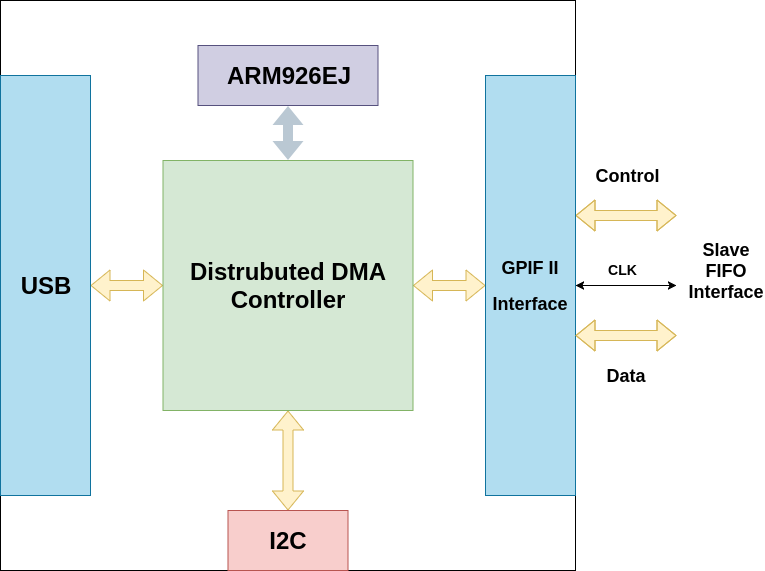 ARM926EJ
USB
Distrubuted DMA
Controller
GPIF II
Interface
I2C
Control
CLK
Data
Slave
FIFO
Interface